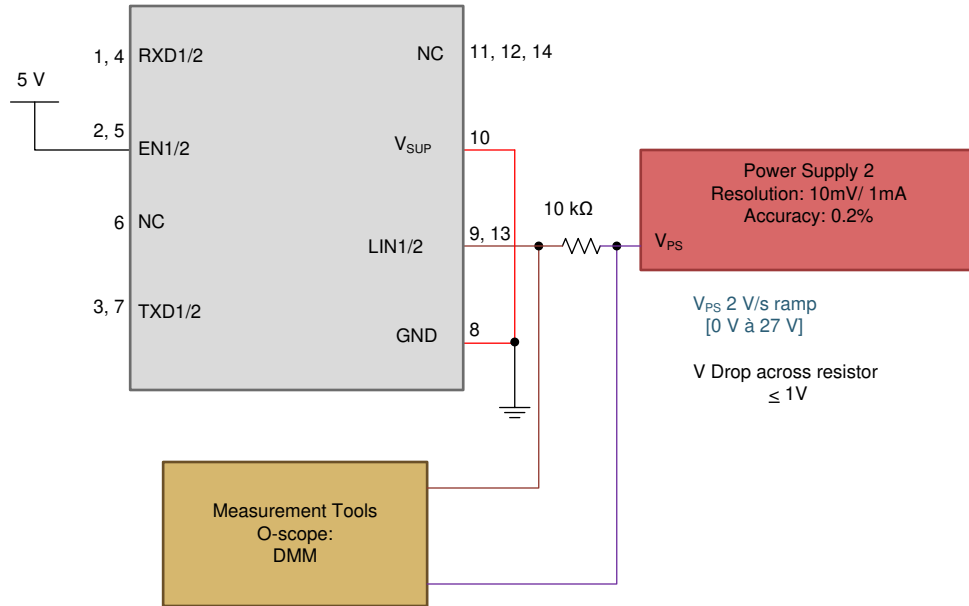 1, 4
RXD1/2
NC
11, 12, 14
5 V
2, 5
EN1/2
VSUP
10
Power Supply 2
Resolution: 10mV/ 1mA
Accuracy: 0.2%
VPS
10 kΩ
6
NC
LIN1/2
9, 13
3, 7
TXD1/2
GND
8
VPS 2 V/s ramp
[0 V à 27 V]
V Drop across resistor
≤ 1V
Measurement Tools
O-scope:
DMM